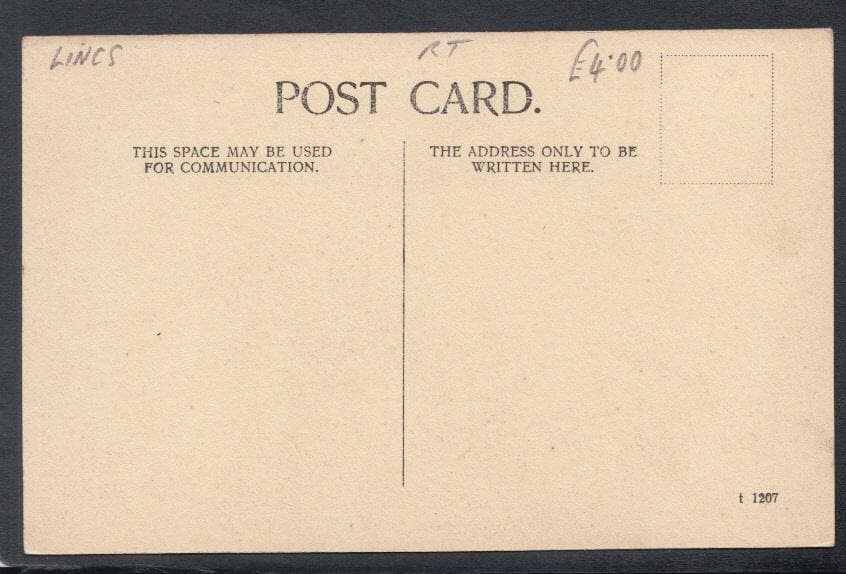 LINCS
RT
£4.00
POST CARD.
THIS SPACE MAY BE USED
FOR COMMUNICATION.
THE ADDRESS ONLY TO BE
WRITTEN HERE.
t 1207